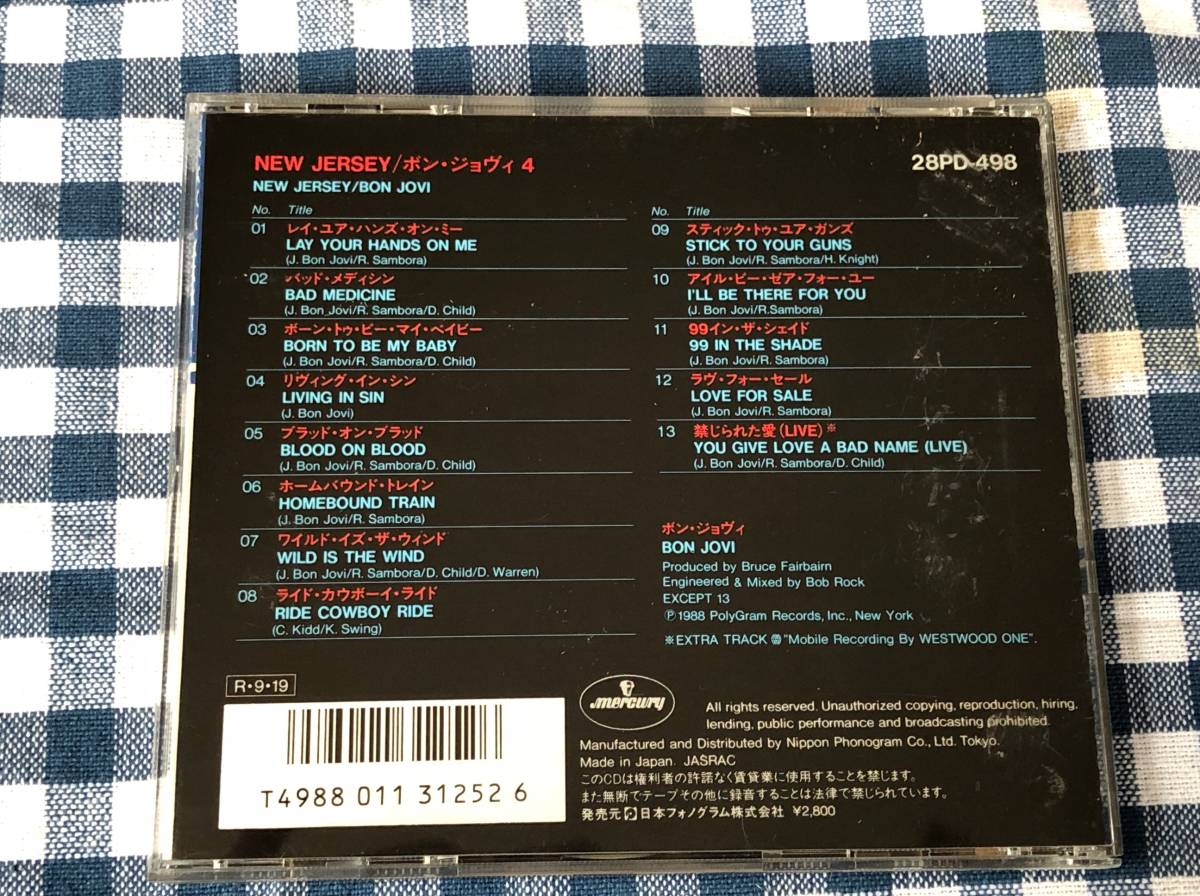 NEW JERSEY/ボン・ジョヴィ 4
28PD-498
NEW JERSEY/BON JOVI
No. Title
01 レイ・ユア・ハンズ・オン・ミー
LAY YOUR HANDS ON ME
(J. Bon Jovi/R. Sambora)
02 バッド・メディシン
BAD MEDICINE
(J. Bon Jovi/R. Sambora/D. Child)
03 ボーン・トゥ・ビー・マイ・ベイビー
BORN TO BE MY BABY
(J. Bon Jovi/R. Sambora/D. Child)
04 リヴィング・イン・シン
LIVING IN SIN
(J. Bon Jovi)
05 ブラッド・オン・ブラッド
BLOOD ON BLOOD
(J. Bon Jovi/R. Sambora/D. Child)
06 ホームバウンド・トレイン
HOMEBOUND TRAIN
(J. Bon Jovi/R. Sambora)
07 ワイルド・イズ・ザ・ウィンド
WILD IS THE WIND
(J. Bon Jovi/R. Sambora/D. Child/D. Warren)
08 ライド・カウボーイ・ライド
RIDE COWBOY RIDE
(C. Kidd/K. Swing)
No. Title
09 スティック・トゥ・ユア・ガンズ
STICK TO YOUR GUNS
(J. Bon Jovi/R. Sambora/H. Knight)
10 アイル・ビー・ゼア・フォー・ユー
I'LL BE THERE FOR YOU
(J. Bon Jovi/R.Sambora)
11 99イン・ザ・シェイド
99 IN THE SHADE
(J. Bon Jovi/R. Sambora)
12 ラヴ・フォー・セール
LOVE FOR SALE
(J. Bon Jovi/R. Sambora)
13 禁じられた愛(LIVE)※
YOU GIVE LOVE A BAD NAME (LIVE)
(J. Bon Jovi/R. Sambora/D. Child)
ボン・ジョヴィ
BON JOVI
Produced by Bruce Fairbairn
Engineered & Mixed by Bob Rock
EXCEPT 13
Ⓟ1988 PolyGram Records, Inc., New York
※EXTRA TRACK "Mobile Recording By WESTWOOD ONE".
R・9・19
T4988 011 31252 6
mercury
All rights reserved. Unauthorized copying, reproduction, hiring,
lending, public performance and broadcasting prohibited.
Manufactured and Distributed by Nippon Phonogram Co., Ltd. Tokyo.
Made in Japan. JASRAC
このCDは権利者の許諾なく賃貸業に使用することを禁じます。
また無断でテープその他に録音することは法律で禁じられています。
発売元 日本フォノグラム株式会社 ¥2,800